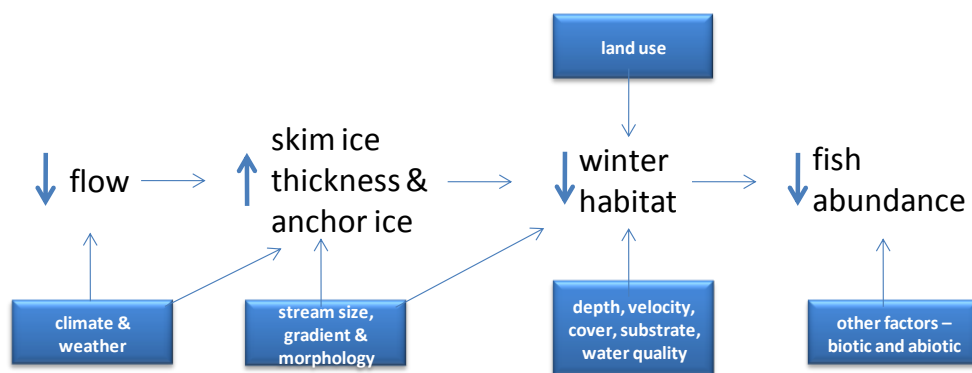 land use
flow
skim ice
thickness &
anchor ice
winter
habitat
fish
abundance
climate &
weather
stream size,
gradient &
morphology
depth, velocity,
cover, substrate,
water quality
other factors –
biotic and abiotic